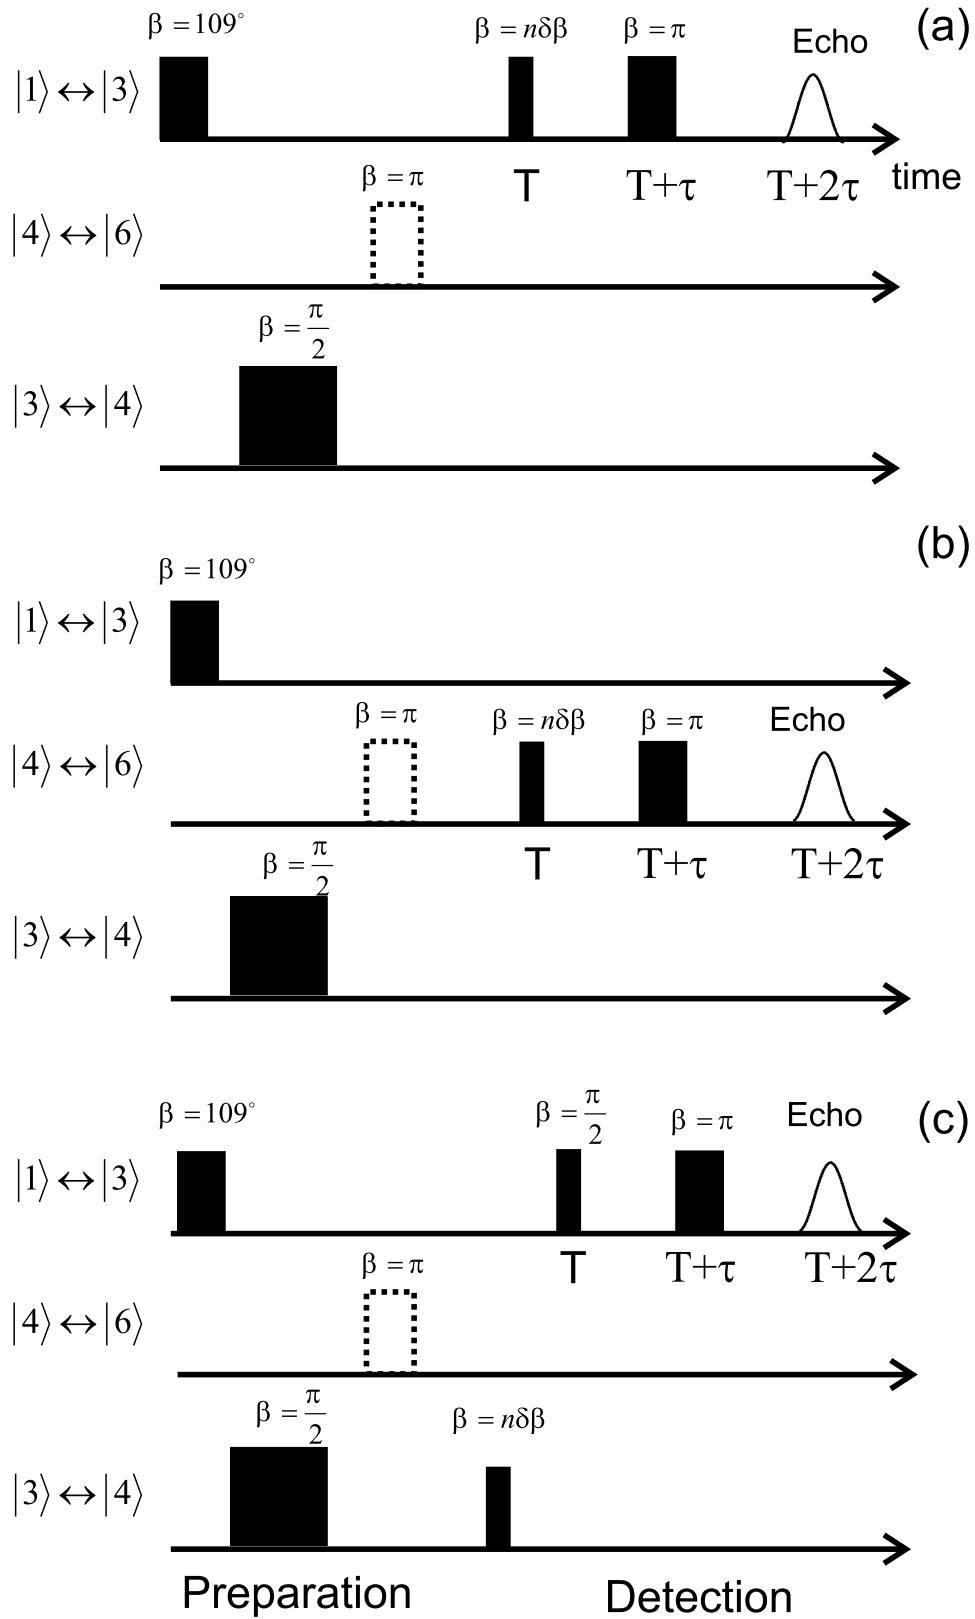 (a)
β = 109° β = nδβ β = π Echo
|1⟩ ↔ |3⟩
T T+τ T+2τ time
β = π
|4⟩ ↔ |6⟩
β = π/2
|3⟩ ↔ |4⟩
(b)
β = 109°
|1⟩ ↔ |3⟩
β = π β = nδβ β = π Echo
|4⟩ ↔ |6⟩
T T+τ T+2τ
β = π/2
|3⟩ ↔ |4⟩
(c)
β = 109° β = π/2 β = π Echo
|1⟩ ↔ |3⟩
T T+τ T+2τ
β = π
|4⟩ ↔ |6⟩
β = π/2 β = nδβ
|3⟩ ↔ |4⟩
Preparation Detection